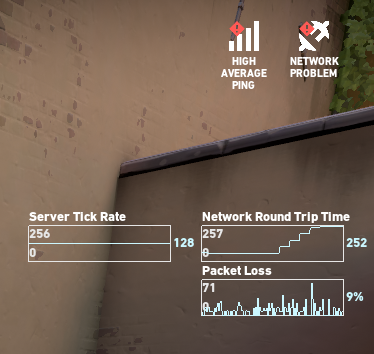 HIGH
AVERAGE
PING
NETWORK
PROBLEM
Server Tick Rate
256
0
128
Network Round Trip Time
257
0
252
Packet Loss
71
0
9%